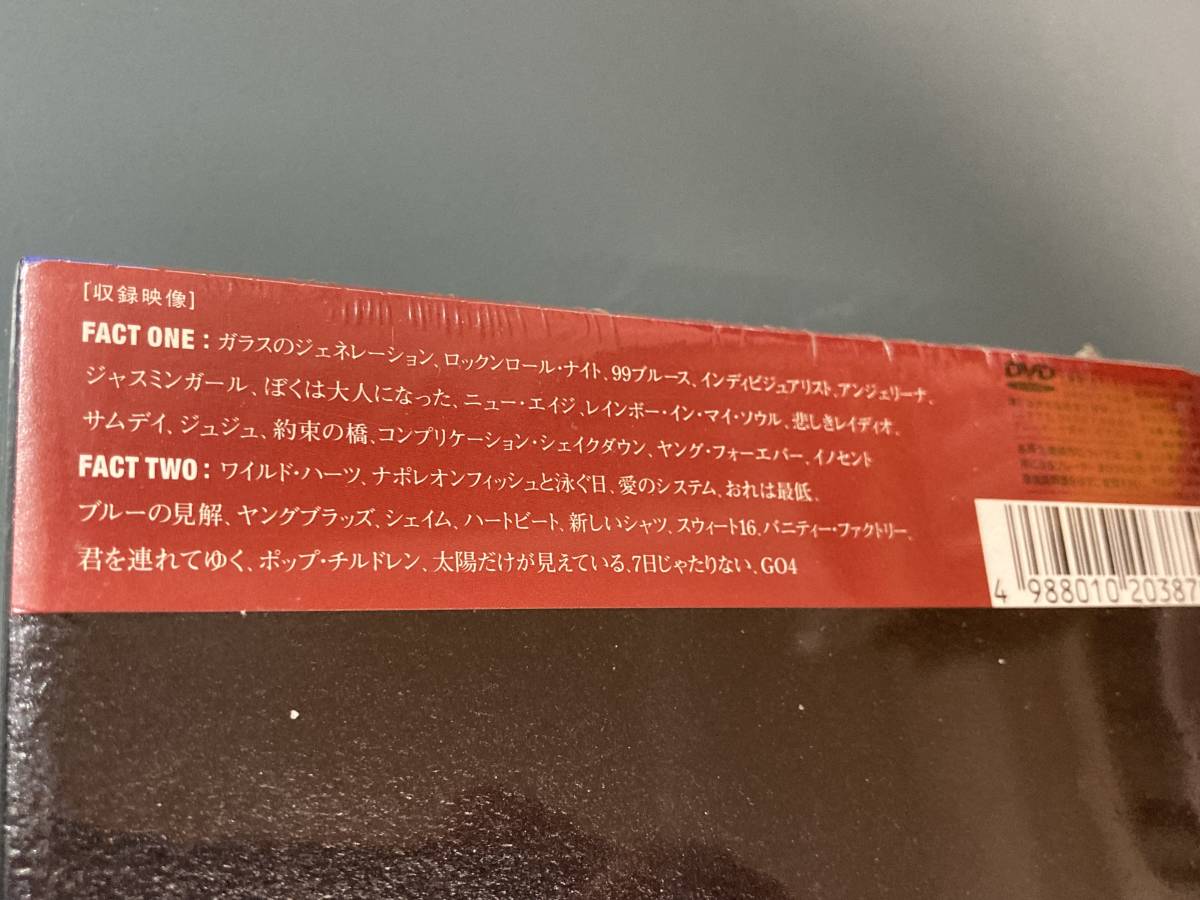 [収録映像]
FACT ONE : ガラスのジェネレーション、ロックンロール・ナイト、99ブルース、インディビジュアリスト、アンジェリーナ、
ジャスミンガール、ぼくは大人になった、ニュー・エイジ、レインボー・イン・マイ・ソウル、悲しきレイディオ、
サムデイ、ジュジュ、約束の橋、コンプリケーション・シェイクダウン、ヤング・フォーエバー、イノセント
FACT TWO : ワイルド・ハーツ、ナポレオンフィッシュと泳ぐ日、愛のシステム、おれは最低、
ブルーの見解、ヤングブラッズ、シェイム、ハートビート、新しいシャツ、スウィート16、バニティー・ファクトリー、
君を連れてゆく、ポップ・チルドレン、太陽だけが見えている、7日じゃたりない、GO4
DVD
4 988010 20387